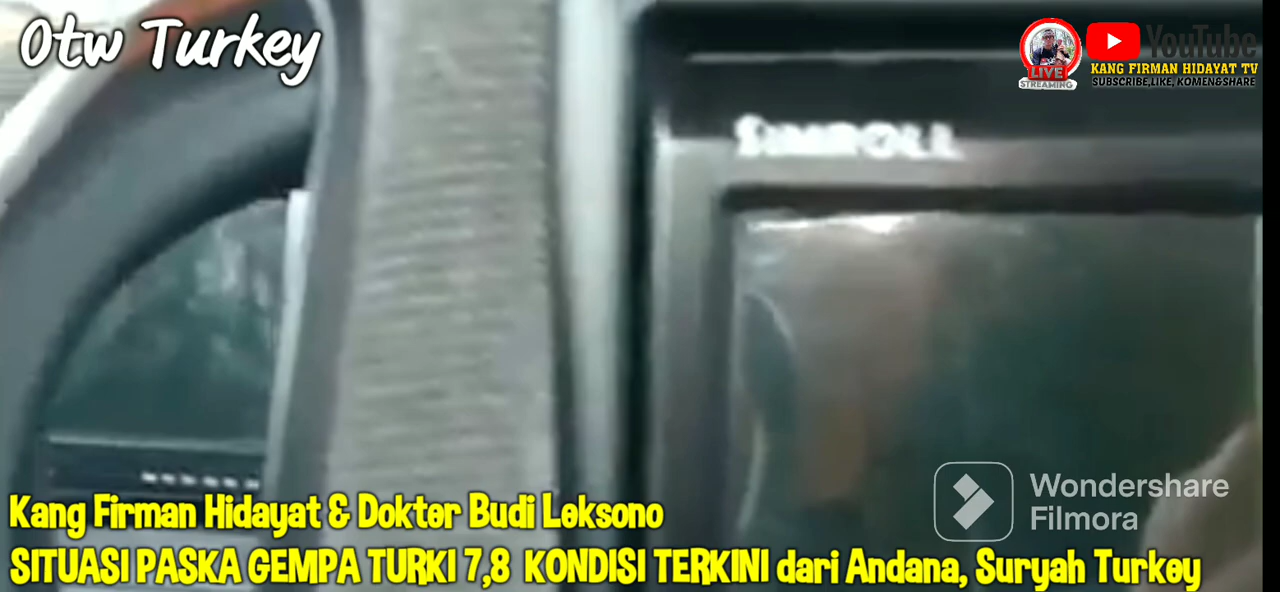 Otw Turkey
YouTube
KANG FIRMAN HIDAYAT TV
SUBSCRIBE,LIKE, KOMEN&SHARE
LIVE
STREAMING
SIMROLL
Wondershare
Filmora
Kang Firman Hidayat & Dokter Budi Leksono
SITUASI PASKA GEMPA TURKI 7,8 KONDISI TERKINI dari Andana, Suryah Turkey